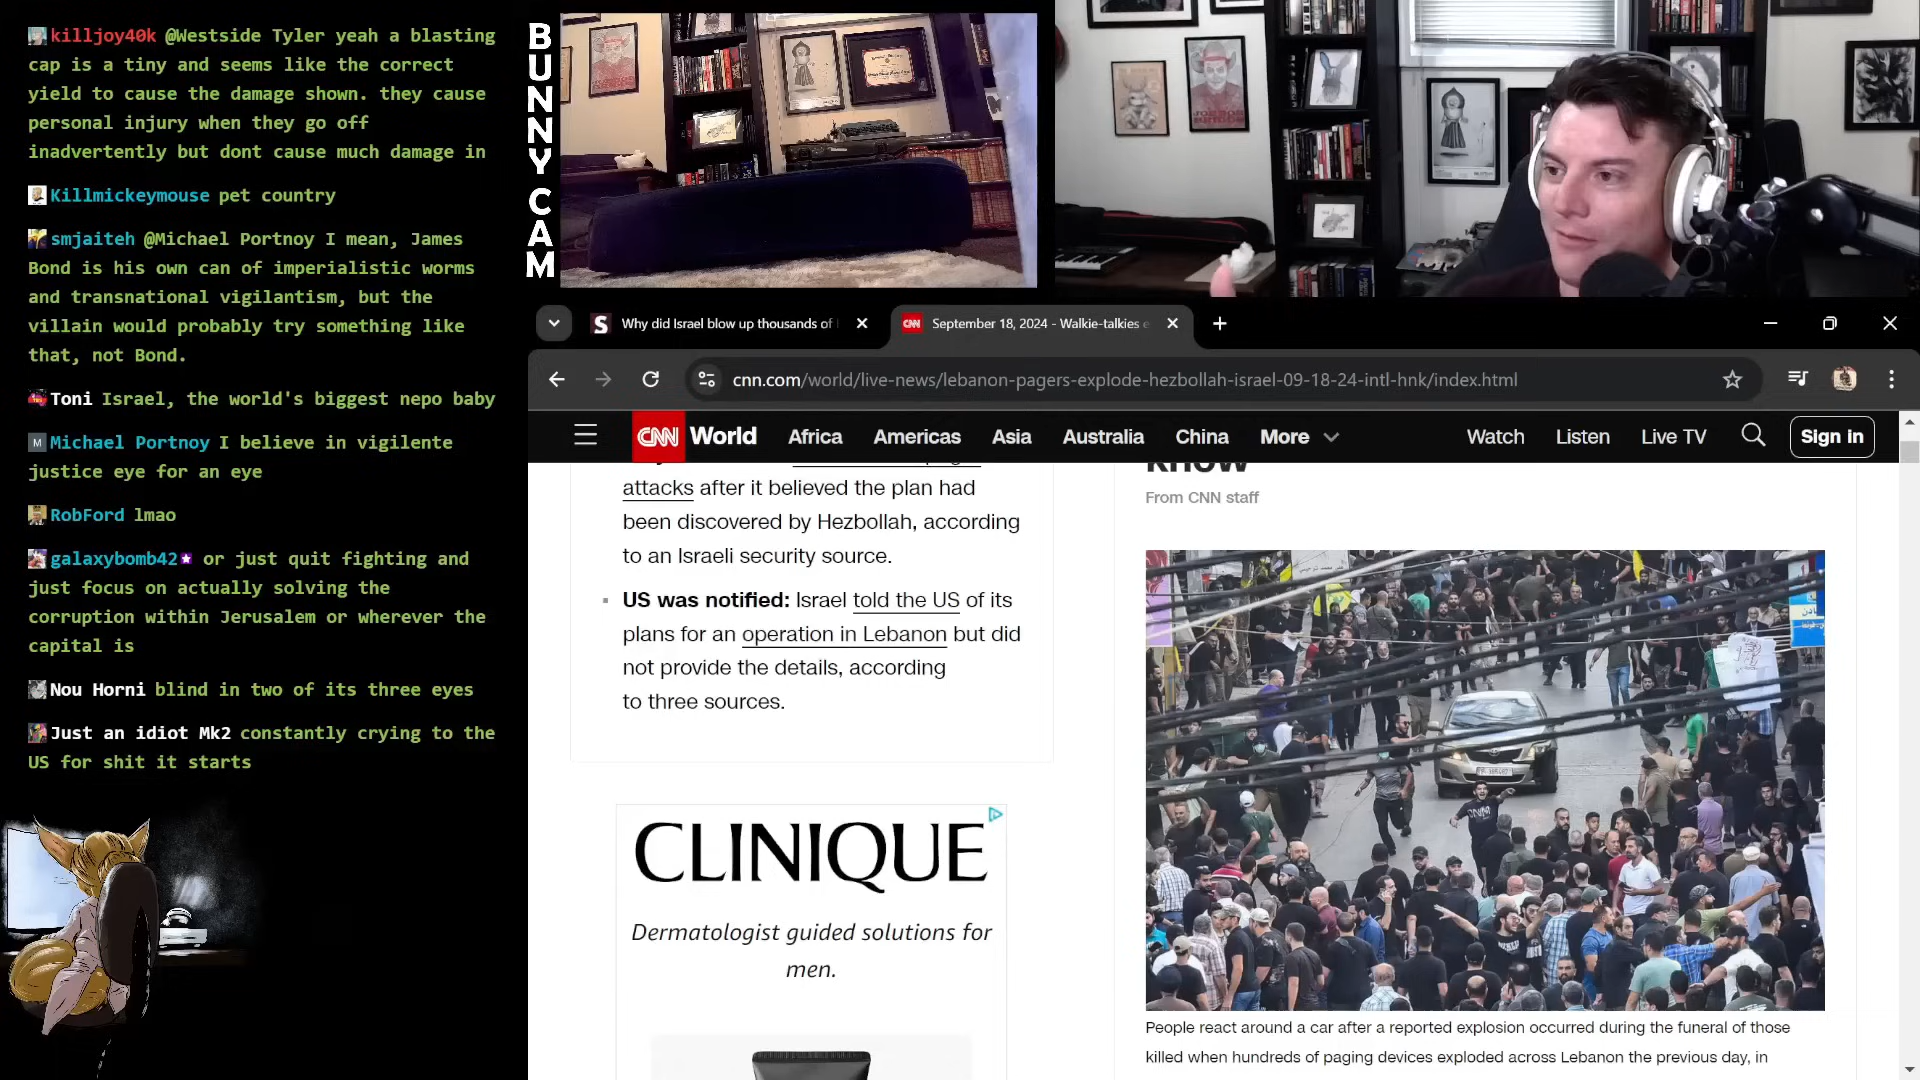 killjoy40k @Westside Tyler yeah a blasting
cap is a tiny and seems like the correct
yield to cause the damage shown. they cause
personal injury when they go off
inadvertently but dont cause much damage in
Killmickeymouse pet country
smjaiteh @Michael Portnoy I mean, James
Bond is his own can of imperialistic worms
and transnational vigilantism, but the
villain would probably try something like
that, not Bond.
Toni Israel, the world's biggest nepo baby
M Michael Portnoy I believe in vigilente
justice eye for an eye
RobFord lmao
galaxybomb42 or just quit fighting and
just focus on actually solving the
corruption within Jerusalem or wherever the
capital is
Nou Horni blind in two of its three eyes
Just an idiot Mk2 constantly crying to the
US for shit it starts
BUNNY CAM
S Why did Israel blow up thousands of
CNN September 18, 2024 - Walkie-talkies e
cnn.com/world/live-news/lebanon-pagers-explode-hezbollah-israel-09-18-24-intl-hnk/index.html
CNN World Africa Americas Asia Australia China More Watch Listen Live TV Sign in
attacks after it believed the plan had
been discovered by Hezbollah, according
to an Israeli security source.
US was notified: Israel told the US of its
plans for an operation in Lebanon but did
not provide the details, according
to three sources.
CLINIQUE
Dermatologist guided solutions for
men.
know
From CNN staff
People react around a car after a reported explosion occurred during the funeral of those
killed when hundreds of paging devices exploded across Lebanon the previous day, in